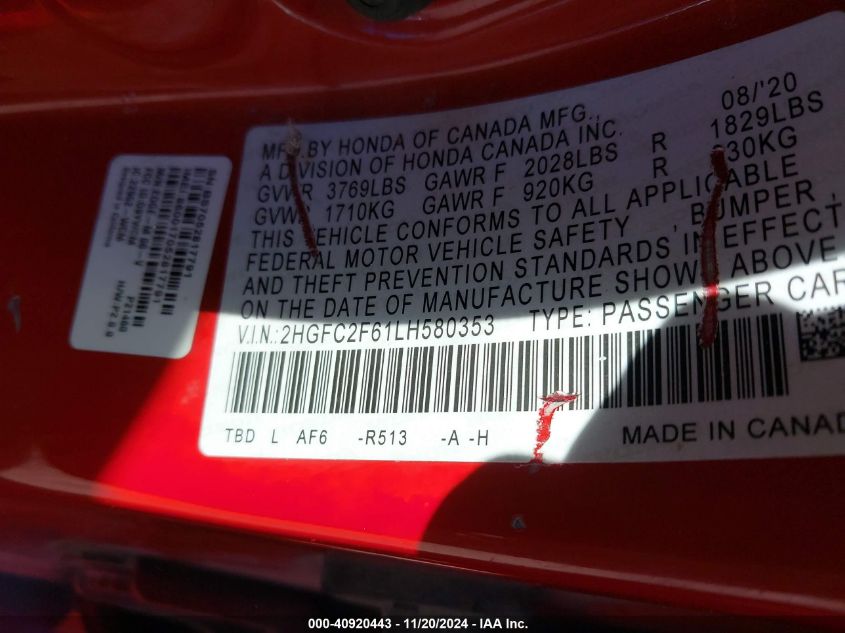 MFG.BY HONDA OF CANADA MFG., 08/'20
A DIVISION OF HONDA CANADA INC.
GVWR 3769LBS GAWR F 2028LBS R 1829LBS
GVWR 1710KG GAWR F 920KG R 30KG
THIS VEHICLE CONFORMS TO ALL APPLICABLE
FEDERAL MOTOR VEHICLE SAFETY, BUMPER,
AND THEFT PREVENTION STANDARDS IN EFFECT
ON THE DATE OF MANUFACTURE SHOWN ABOVE
V.I.N.: 2HGFC2F61LH580353 TYPE: PASSENGER CAR
TBD L AF6 -R513 -A -H
MADE IN CANADA
P21460
000-40920443 - 11/20/2024 - IAA Inc.